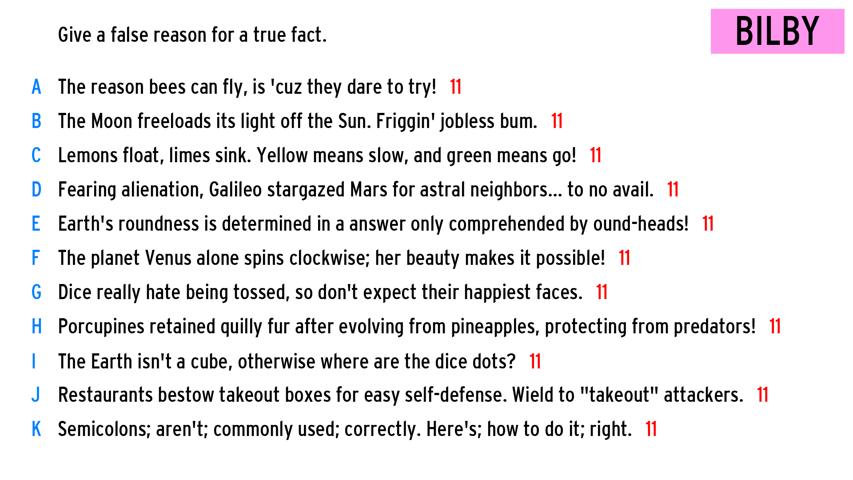 Give a false reason for a true fact.
BILBY
A The reason bees can fly, is 'cuz they dare to try! 11
B The Moon freeloads its light off the Sun. Friggin' jobless bum. 11
C Lemons float, limes sink. Yellow means slow, and green means go! 11
D Fearing alienation, Galileo stargazed Mars for astral neighbors... to no avail. 11
E Earth's roundness is determined in a answer only comprehended by ound-heads! 11
F The planet Venus alone spins clockwise; her beauty makes it possible! 11
G Dice really hate being tossed, so don't expect their happiest faces. 11
H Porcupines retained quilly fur after evolving from pineapples, protecting from predators! 11
I The Earth isn't a cube, otherwise where are the dice dots? 11
J Restaurants bestow takeout boxes for easy self-defense. Wield to "takeout" attackers. 11
K Semicolons; aren't; commonly used; correctly. Here's; how to do it; right. 11